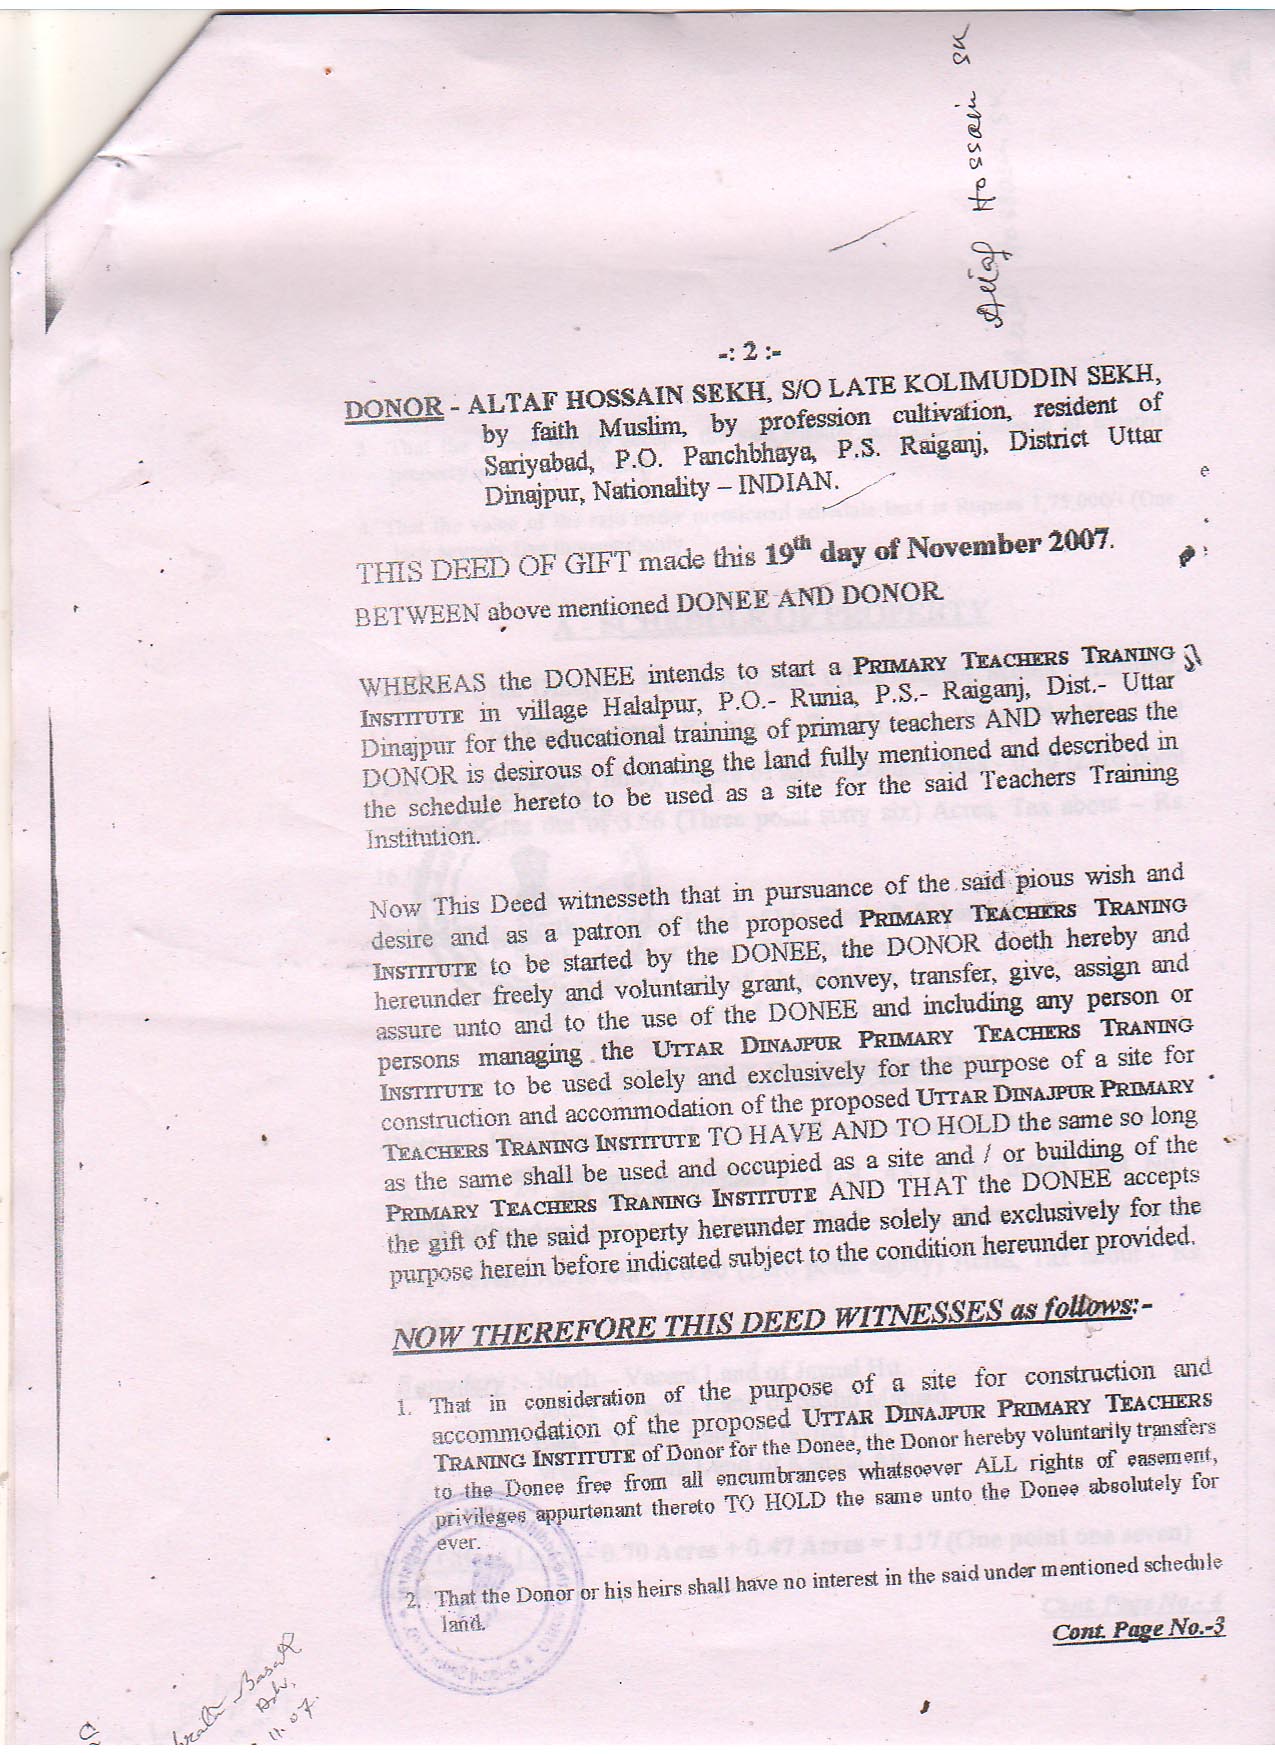 Altaf Hossain SK
-: 2 :-
DONOR - ALTAF HOSSAIN SEKH, S/O LATE KOLIMUDDIN SEKH,
by faith Muslim, by profession cultivation, resident of
Sariyabad, P.O. Panchbhaya, P.S. Raiganj, District Uttar
Dinajpur, Nationality – INDIAN.
THIS DEED OF GIFT made this 19th day of November 2007.
BETWEEN above mentioned DONEE AND DONOR.
WHEREAS the DONEE intends to start a PRIMARY TEACHERS TRANING
INSTITUTE in village Halalpur, P.O.- Runia, P.S.- Raiganj, Dist.- Uttar
Dinajpur for the educational training of primary teachers AND whereas the
DONOR is desirous of donating the land fully mentioned and described in
the schedule hereto to be used as a site for the said Teachers Training
Institution.
Now This Deed witnesseth that in pursuance of the said pious wish and
desire and as a patron of the proposed PRIMARY TEACHERS TRANING
INSTITUTE to be started by the DONEE, the DONOR doeth hereby and
hereunder freely and voluntarily grant, convey, transfer, give, assign and
assure unto and to the use of the DONEE and including any person or
persons managing the UTTAR DINAJPUR PRIMARY TEACHERS TRANING
INSTITUTE to be used solely and exclusively for the purpose of a site for
construction and accommodation of the proposed UTTAR DINAJPUR PRIMARY
TEACHERS TRANING INSTITUTE TO HAVE AND TO HOLD the same so long
as the same shall be used and occupied as a site and / or building of the
PRIMARY TEACHERS TRANING INSTITUTE AND THAT the DONEE accepts
the gift of the said property hereunder made solely and exclusively for the
purpose herein before indicated subject to the condition hereunder provided.
NOW THEREFORE THIS DEED WITNESSES as follows:-
1. That in consideration of the purpose of a site for construction and
accommodation of the proposed UTTAR DINAJPUR PRIMARY TEACHERS
TRANING INSTITUTE of Donor for the Donee, the Donor hereby voluntarily transfers
to the Donee free from all encumbrances whatsoever ALL rights of easement,
privileges appurtenant thereto TO HOLD the same unto the Donee absolutely for
ever.
2. That the Donor or his heirs shall have no interest in the said under mentioned schedule
land.
Cont. Page No.-3
Basak
Adv.
11.07.